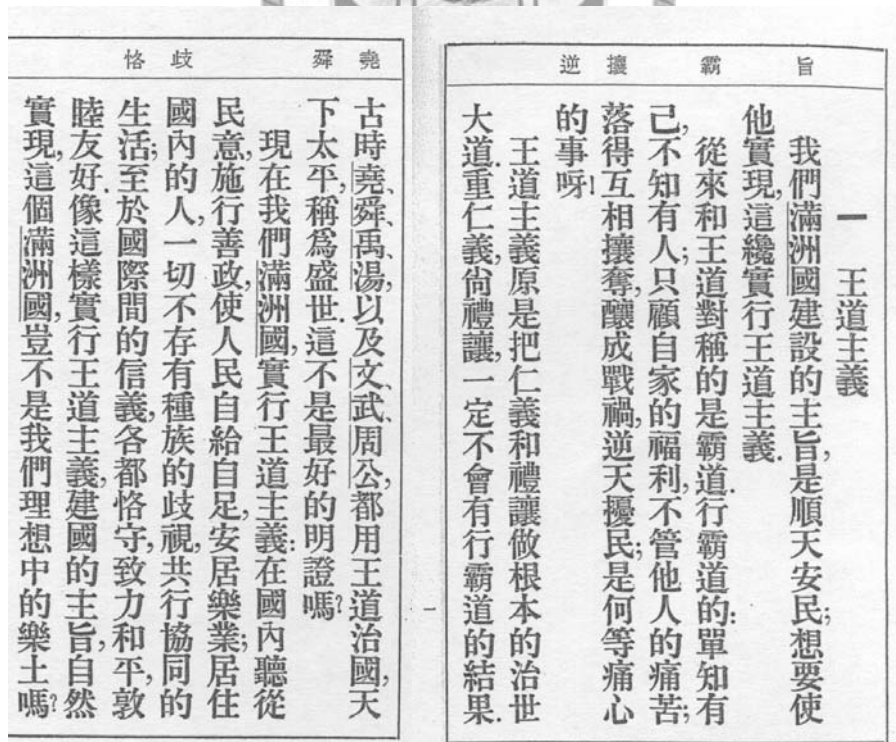 旨 霸 攘 逆
一 王道主義
我們滿洲國建設的主旨,是順天安民;想要使
他實現,這纔實行王道主義.
從來和王道對稱的是霸道.行霸道的:單知有
己,不知有人;只顧自家的福利,不管他人的痛苦;
落得互相攘奪,釀成戰禍,逆天擾民;是何等痛心
的事呀!
王道主義原是把仁義和禮讓做根本的治世
大道.重仁義,尙禮讓,一定不會有行霸道的結果.
一
堯 舜 歧 恪
古時堯、舜、禹、湯,以及文、武、周公,都用王道治國,天
下太平,稱爲盛世.這不是最好的明證嗎?
現在我們滿洲國,實行王道主義:在國內聽從
民意,施行善政,使人民自給自足,安居樂業;居住
國內的人,一切不存有種族的歧視,共行協同的
生活;至於國際間的信義,各都恪守,致力和平,敦
睦友好.像這樣實行王道主義,建國的主旨,自然
實現,這個滿洲國,豈不是我們理想中的樂土嗎?